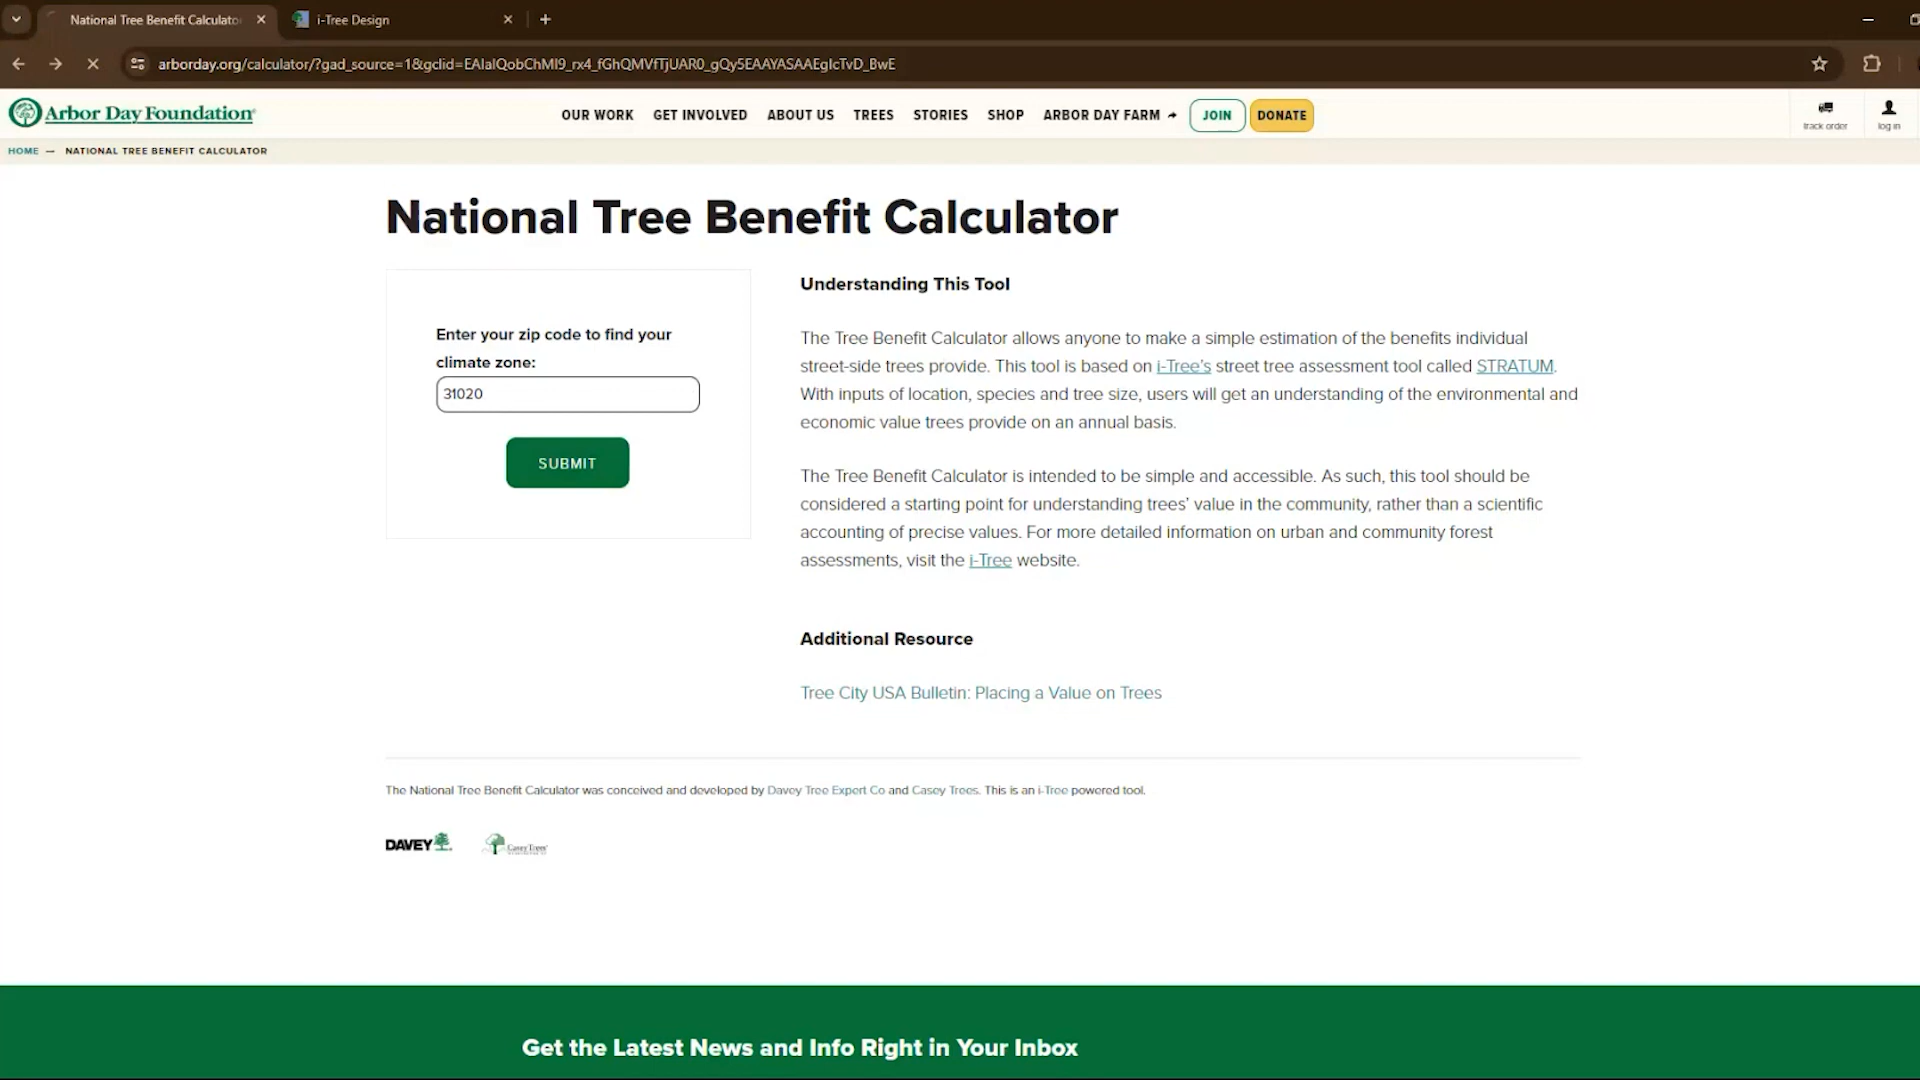 National Tree Benefit Calculato
i-Tree Design
arborday.org/calculator/?gad_source=1&gclid=EAIaIQobChMI9_rx4_fGhQMVfTjUAR0_gQy5EAAYASAAEgIcTvD_BwE
Arbor Day Foundation®
OUR WORK GET INVOLVED ABOUT US TREES STORIES SHOP ARBOR DAY FARM JOIN DONATE
track order log in
HOME — NATIONAL TREE BENEFIT CALCULATOR
National Tree Benefit Calculator
Enter your zip code to find your
climate zone:
31020
SUBMIT
Understanding This Tool
The Tree Benefit Calculator allows anyone to make a simple estimation of the benefits individual
street-side trees provide. This tool is based on i-Tree's street tree assessment tool called STRATUM.
With inputs of location, species and tree size, users will get an understanding of the environmental and
economic value trees provide on an annual basis.
The Tree Benefit Calculator is intended to be simple and accessible. As such, this tool should be
considered a starting point for understanding trees' value in the community, rather than a scientific
accounting of precise values. For more detailed information on urban and community forest
assessments, visit the i-Tree website.
Additional Resource
Tree City USA Bulletin: Placing a Value on Trees
The National Tree Benefit Calculator was conceived and developed by Davey Tree Expert Co and Casey Trees. This is an i-Tree powered tool.
DAVEY
Casey Trees
Get the Latest News and Info Right in Your Inbox